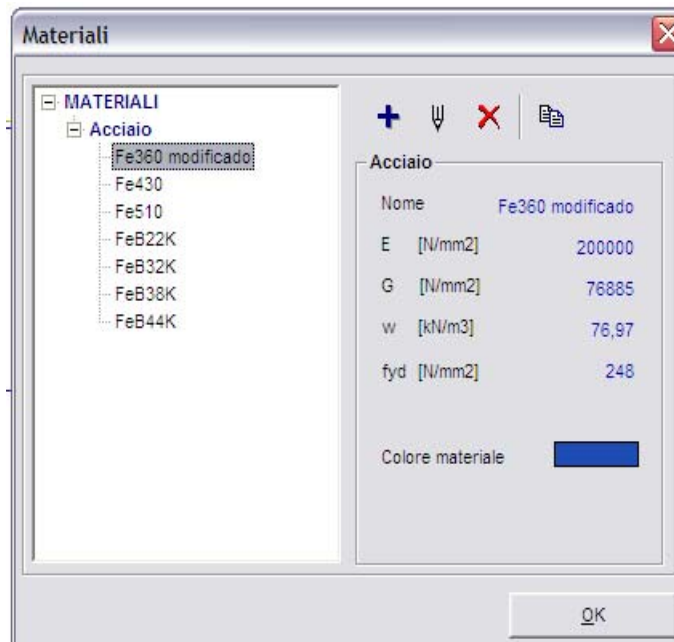 Materiali
MATERIALI
Acciaio
Fe360 modificado
Fe430
Fe510
FeB22K
FeB32K
FeB38K
FeB44K
Acciaio
Nome Fe360 modificado
E [N/mm2] 200000
G [N/mm2] 76885
w [kN/m3] 76,97
fyd [N/mm2] 248
Colore materiale
OK